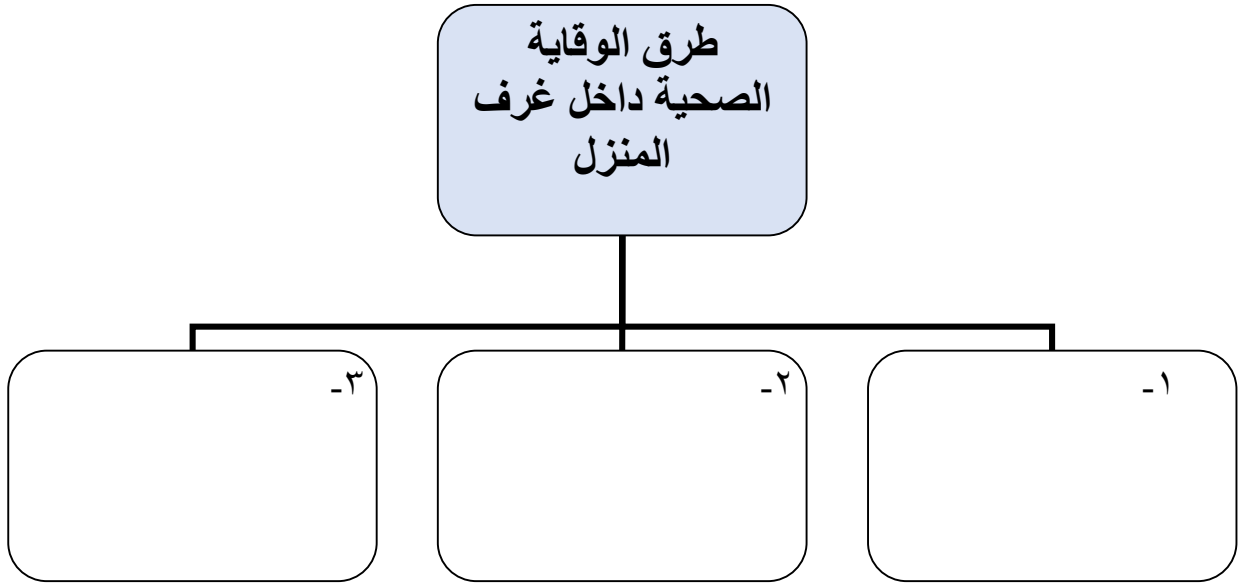 طرق الوقاية
الصحية داخل غرف
المنزل
١-
٢-
٣-